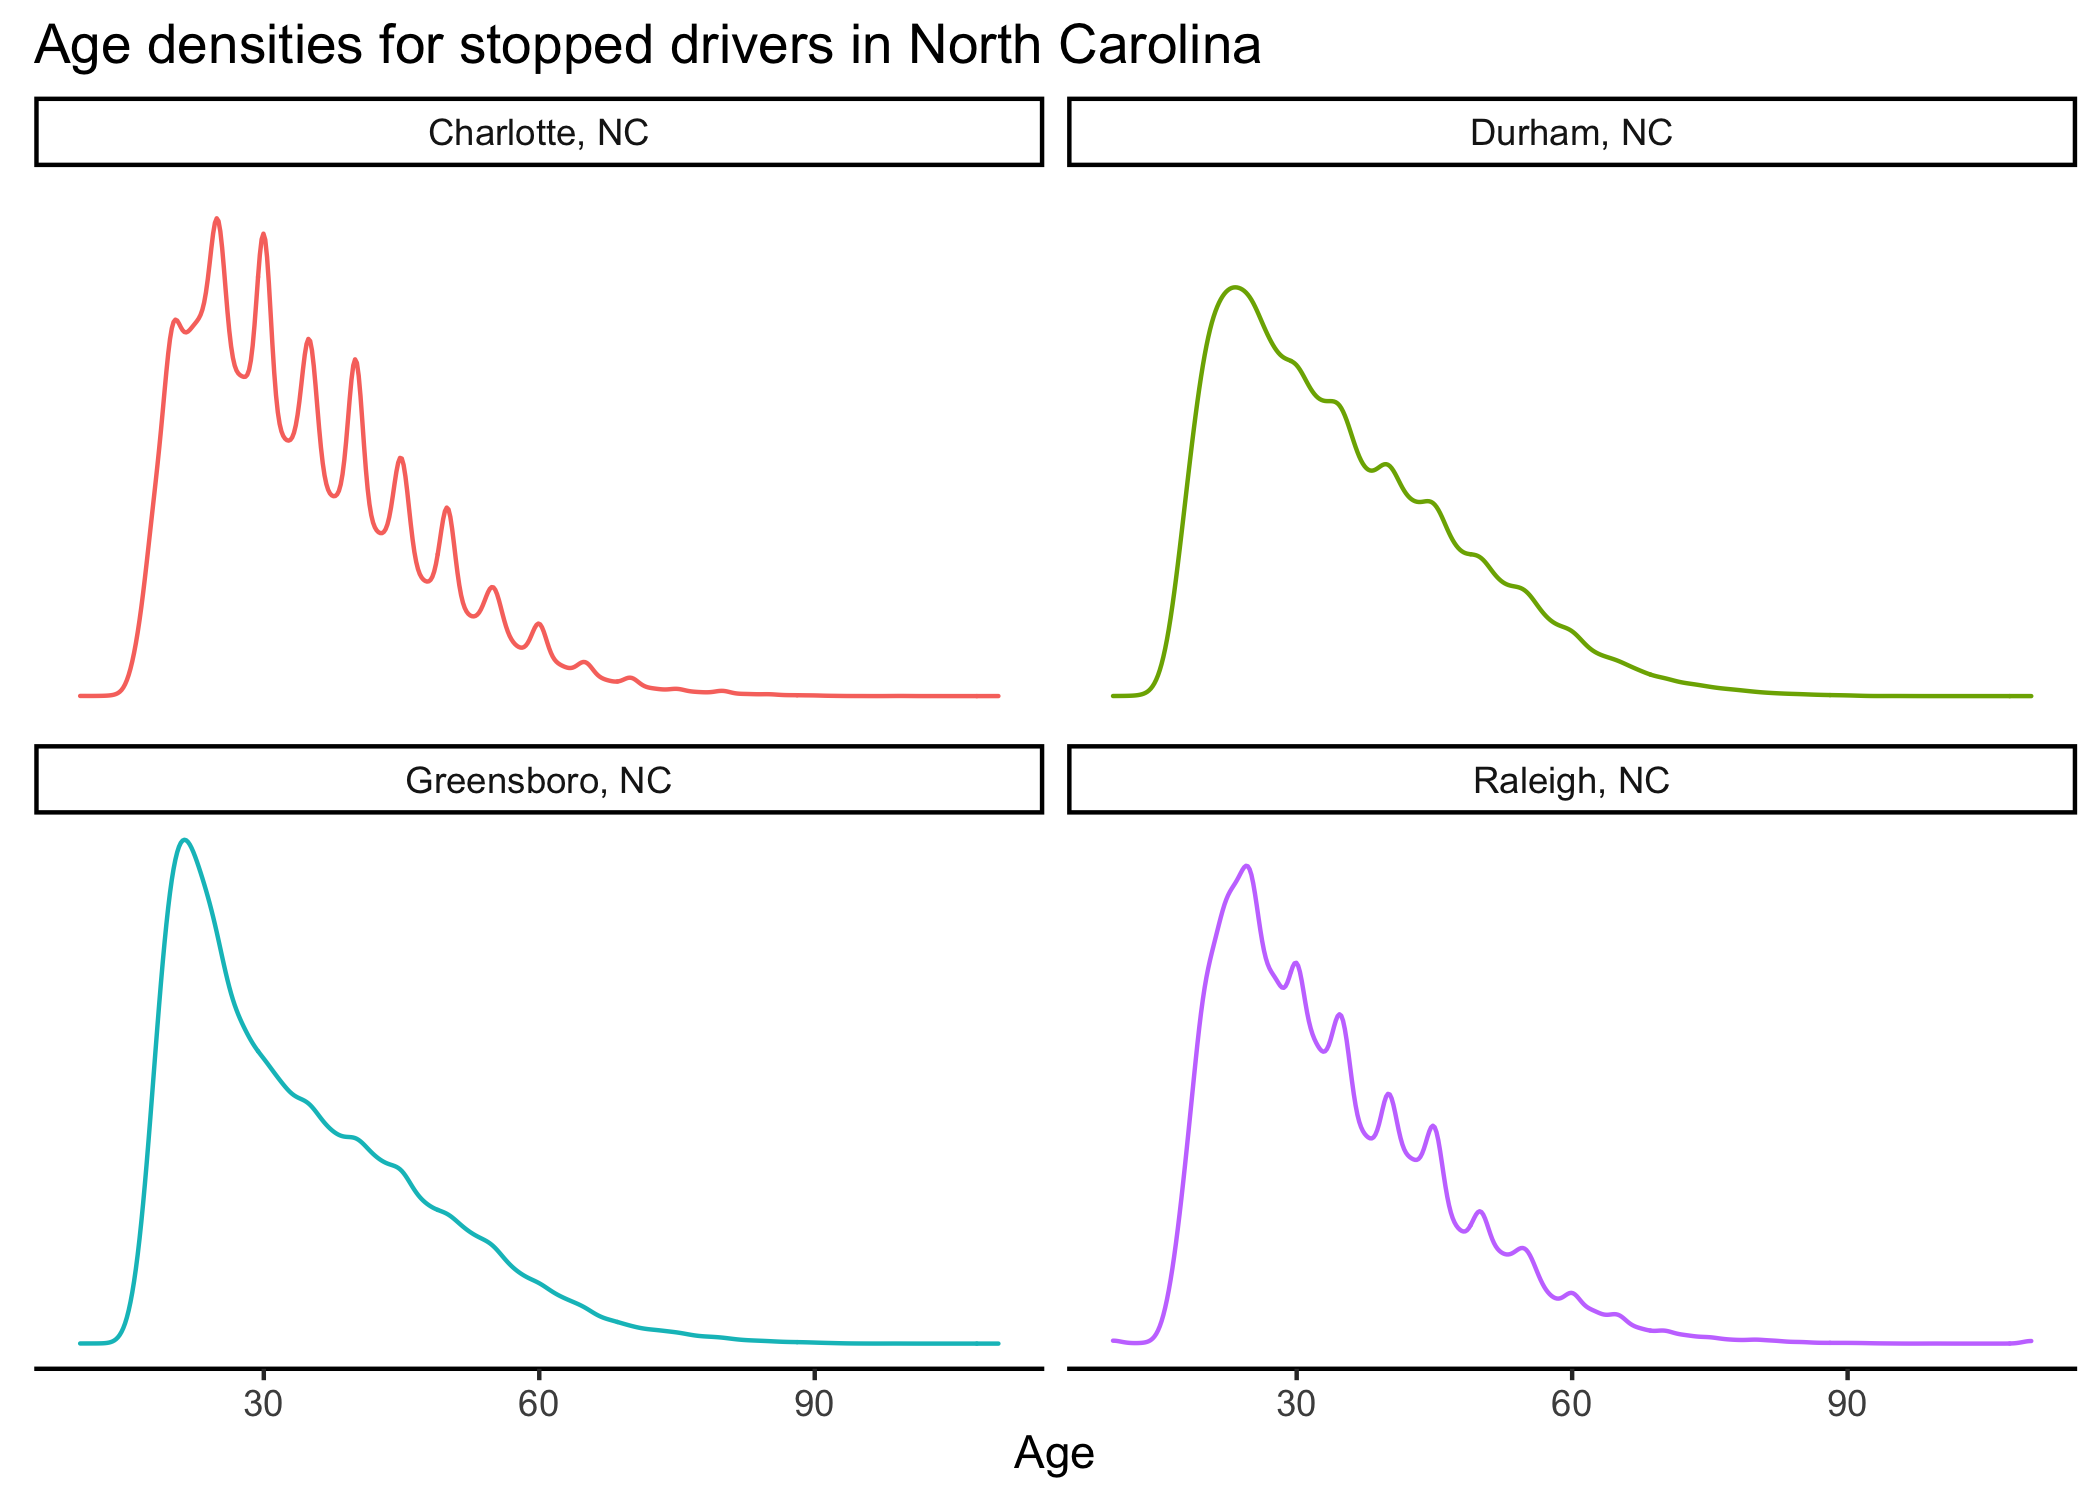 Age densities for stopped drivers in North Carolina
Charlotte, NC
Durham, NC
Greensboro, NC
Raleigh, NC
30 60 90 30 60 90
Age